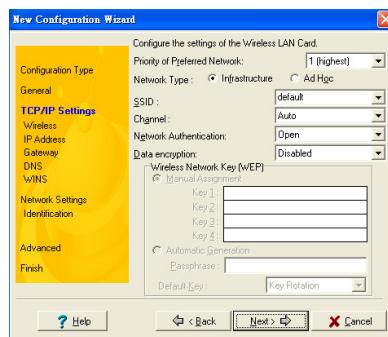 New Configuration Wizard
Configuration Type
General
TCP/IP Settings
Wireless
IP Address
Gateway
DNS
WINS
Network Settings
Identification
Advanced
Finish
Configure the settings of the Wireless LAN Card.
Priority of Preferred Network: 1 (highest)
Network Type : Infrastructure Ad Hoc
SSID : default
Channel : Auto
Network Authentication: Open
Data encryption: Disabled
Wireless Network Key (WEP)
Manual Assignment
Key 1 :
Key 2 :
Key 3 :
Key 4 :
Automatic Generation
Passphrase :
Default Key : Key Rotation
? Help < Back Next > Cancel